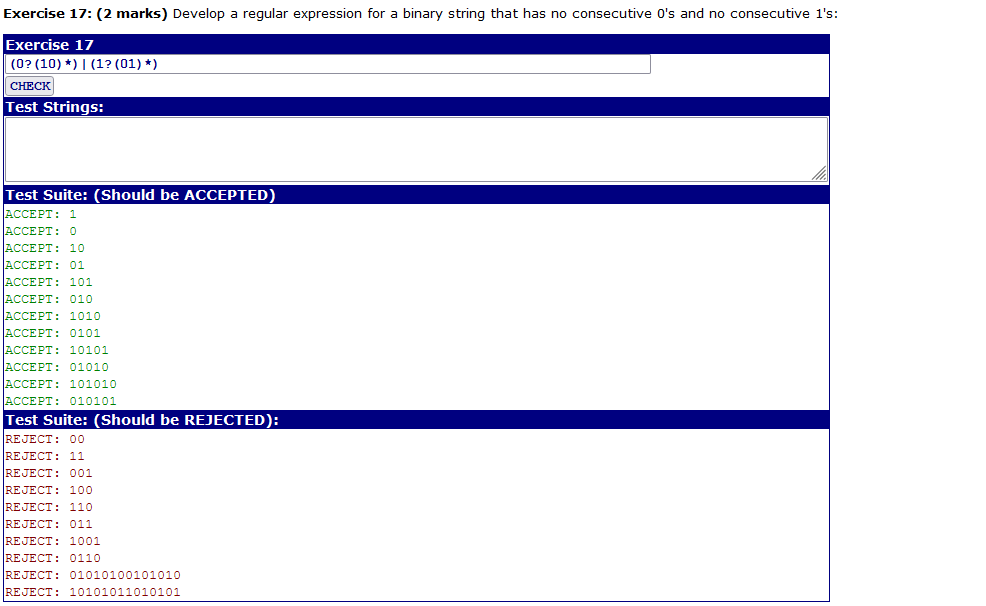 Exercise 17: (2 marks) Develop a regular expression for a binary string that has no consecutive 0's and no consecutive 1's:
Exercise 17
(0?(10)*)|(1?(01)*)
CHECK
Test Strings:
Test Suite: (Should be ACCEPTED)
ACCEPT: 1
ACCEPT: 0
ACCEPT: 10
ACCEPT: 01
ACCEPT: 101
ACCEPT: 010
ACCEPT: 1010
ACCEPT: 0101
ACCEPT: 10101
ACCEPT: 01010
ACCEPT: 101010
ACCEPT: 010101
Test Suite: (Should be REJECTED):
REJECT: 00
REJECT: 11
REJECT: 001
REJECT: 100
REJECT: 110
REJECT: 011
REJECT: 1001
REJECT: 0110
REJECT: 01010100101010
REJECT: 10101011010101